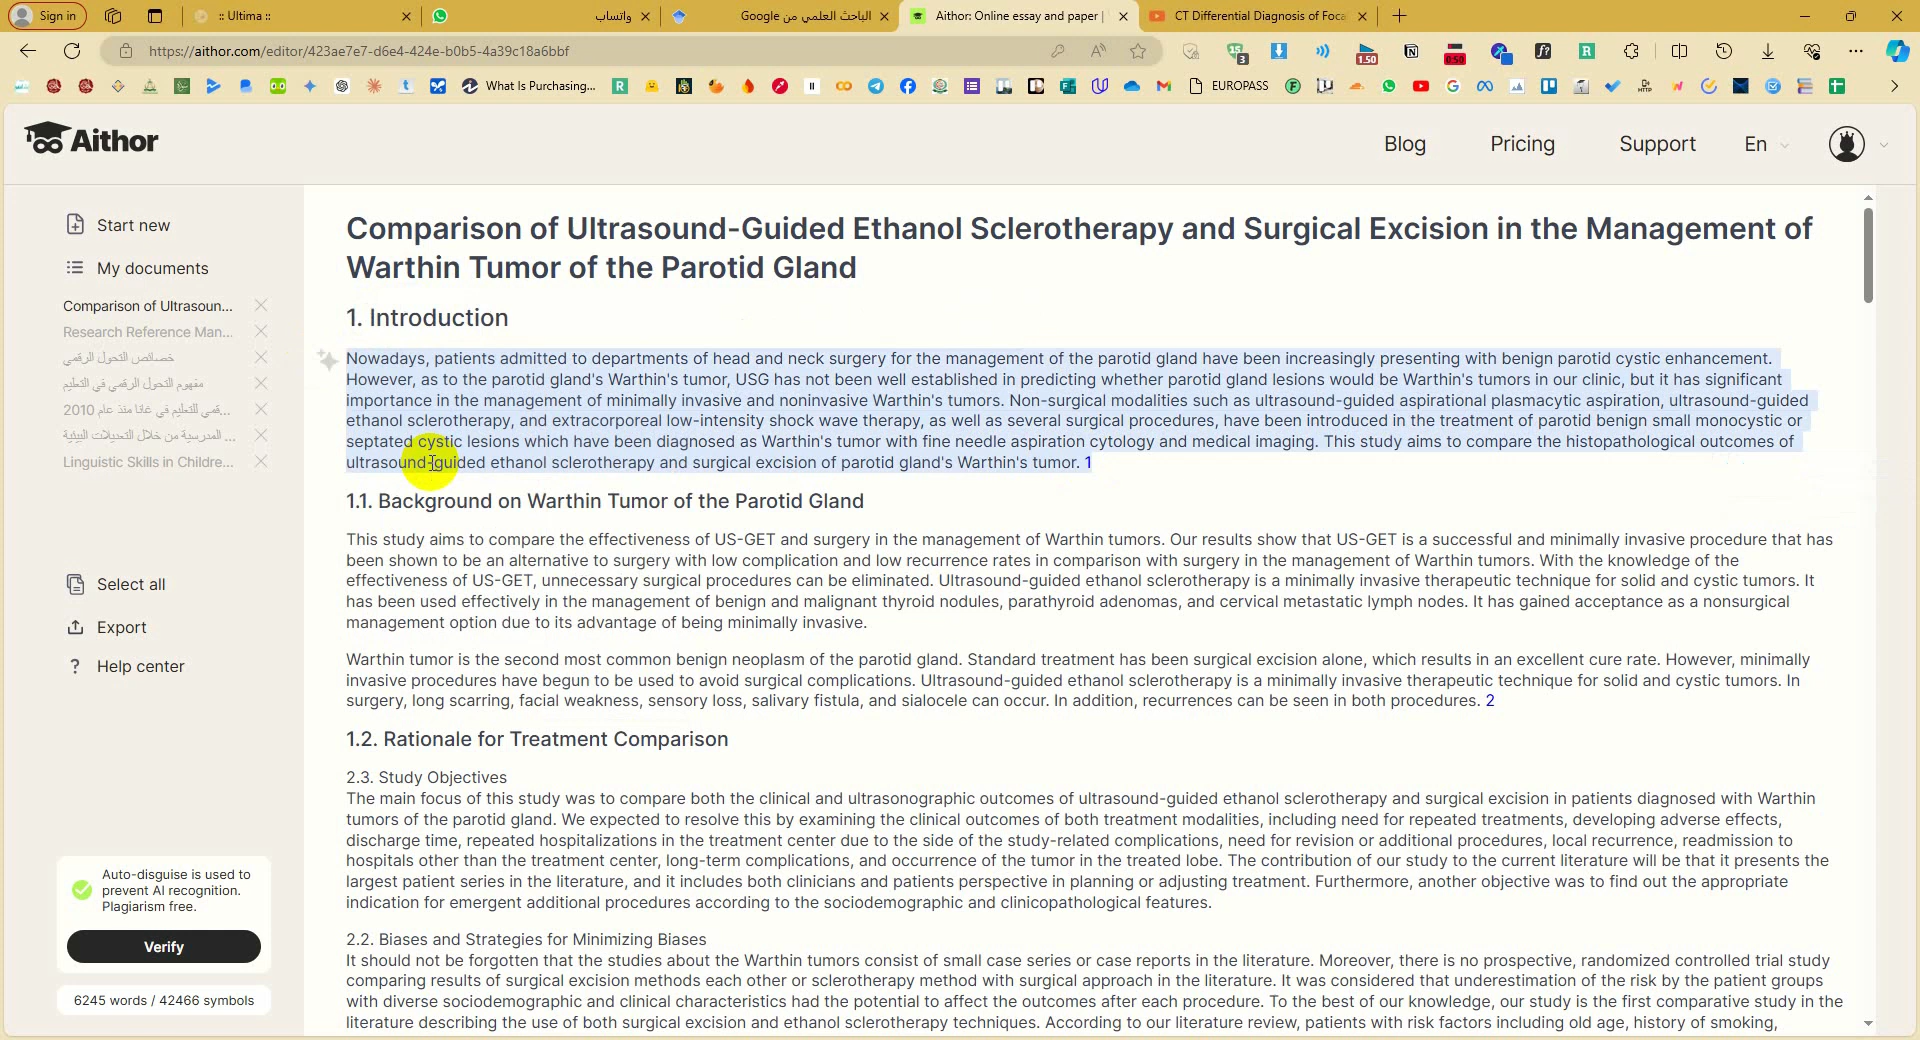 Sign in
:: Ultima ::
واتساب
الباحث العلمي من Google
Aithor: Online essay and paper |
CT Differential Diagnosis of Foca
https://aithor.com/editor/423ae7e7-d6e4-424e-b0b5-4a39c18a6bbf
What Is Purchasing...
EUROPASS
Aithor
Blog
Pricing
Support
En
Start new
My documents
Comparison of Ultrasoun...
Research Reference Man...
خصائص التحول الرقمي
مفهوم التحول الرقمي في التعليم
...قمي للتعليم في غانا منذ عام 2010
... المدرسية من خلال التعديلات البيئية
Linguistic Skills in Childre...
Select all
Export
Help center
Auto-disguise is used to
prevent AI recognition.
Plagiarism free.
Verify
6245 words / 42466 symbols
Comparison of Ultrasound-Guided Ethanol Sclerotherapy and Surgical Excision in the Management of
Warthin Tumor of the Parotid Gland
1. Introduction
Nowadays, patients admitted to departments of head and neck surgery for the management of the parotid gland have been increasingly presenting with benign parotid cystic enhancement.
However, as to the parotid gland's Warthin's tumor, USG has not been well established in predicting whether parotid gland lesions would be Warthin's tumors in our clinic, but it has significant
importance in the management of minimally invasive and noninvasive Warthin's tumors. Non-surgical modalities such as ultrasound-guided aspirational plasmacytic aspiration, ultrasound-guided
ethanol sclerotherapy, and extracorporeal low-intensity shock wave therapy, as well as several surgical procedures, have been introduced in the treatment of parotid benign small monocystic or
septated cystic lesions which have been diagnosed as Warthin's tumor with fine needle aspiration cytology and medical imaging. This study aims to compare the histopathological outcomes of
ultrasound-guided ethanol sclerotherapy and surgical excision of parotid gland's Warthin's tumor. 1
1.1. Background on Warthin Tumor of the Parotid Gland
This study aims to compare the effectiveness of US-GET and surgery in the management of Warthin tumors. Our results show that US-GET is a successful and minimally invasive procedure that has
been shown to be an alternative to surgery with low complication and low recurrence rates in comparison with surgery in the management of Warthin tumors. With the knowledge of the
effectiveness of US-GET, unnecessary surgical procedures can be eliminated. Ultrasound-guided ethanol sclerotherapy is a minimally invasive therapeutic technique for solid and cystic tumors. It
has been used effectively in the management of benign and malignant thyroid nodules, parathyroid adenomas, and cervical metastatic lymph nodes. It has gained acceptance as a nonsurgical
management option due to its advantage of being minimally invasive.
Warthin tumor is the second most common benign neoplasm of the parotid gland. Standard treatment has been surgical excision alone, which results in an excellent cure rate. However, minimally
invasive procedures have begun to be used to avoid surgical complications. Ultrasound-guided ethanol sclerotherapy is a minimally invasive therapeutic technique for solid and cystic tumors. In
surgery, long scarring, facial weakness, sensory loss, salivary fistula, and sialocele can occur. In addition, recurrences can be seen in both procedures. 2
1.2. Rationale for Treatment Comparison
2.3. Study Objectives
The main focus of this study was to compare both the clinical and ultrasonographic outcomes of ultrasound-guided ethanol sclerotherapy and surgical excision in patients diagnosed with Warthin
tumors of the parotid gland. We expected to resolve this by examining the clinical outcomes of both treatment modalities, including need for repeated treatments, developing adverse effects,
discharge time, repeated hospitalizations in the treatment center due to the side of the study-related complications, need for revision or additional procedures, local recurrence, readmission to
hospitals other than the treatment center, long-term complications, and occurrence of the tumor in the treated lobe. The contribution of our study to the current literature will be that it presents the
largest patient series in the literature, and it includes both clinicians and patients perspective in planning or adjusting treatment. Furthermore, another objective was to find out the appropriate
indication for emergent additional procedures according to the sociodemographic and clinicopathological features.
2.2. Biases and Strategies for Minimizing Biases
It should not be forgotten that the studies about the Warthin tumors consist of small case series or case reports in the literature. Moreover, there is no prospective, randomized controlled trial study
comparing results of surgical excision methods each other or sclerotherapy method with surgical approach in the literature. It was considered that underestimation of the risk by the patient groups
with diverse sociodemographic and clinical characteristics had the potential to affect the outcomes after each procedure. To the best of our knowledge, our study is the first comparative study in the
literature describing the use of both surgical excision and ethanol sclerotherapy techniques. According to our literature review, patients with risk factors including old age, history of smoking,